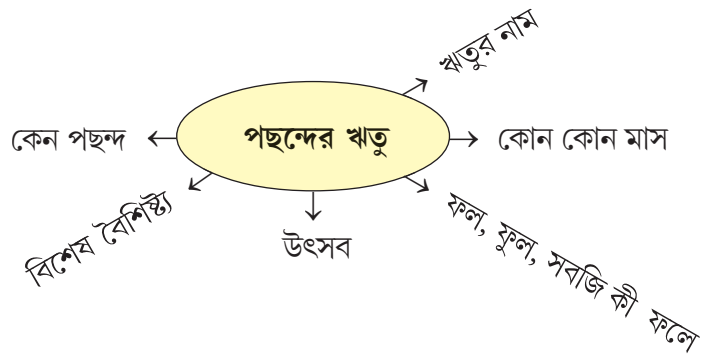 ঋতুর নাম
কেন পছন্দ
পছন্দের ঋতু
কোন কোন মাস
বিশেষ বৈশিষ্ট্য
উৎসব
ফল, ফুল, সবজি কী ফলে